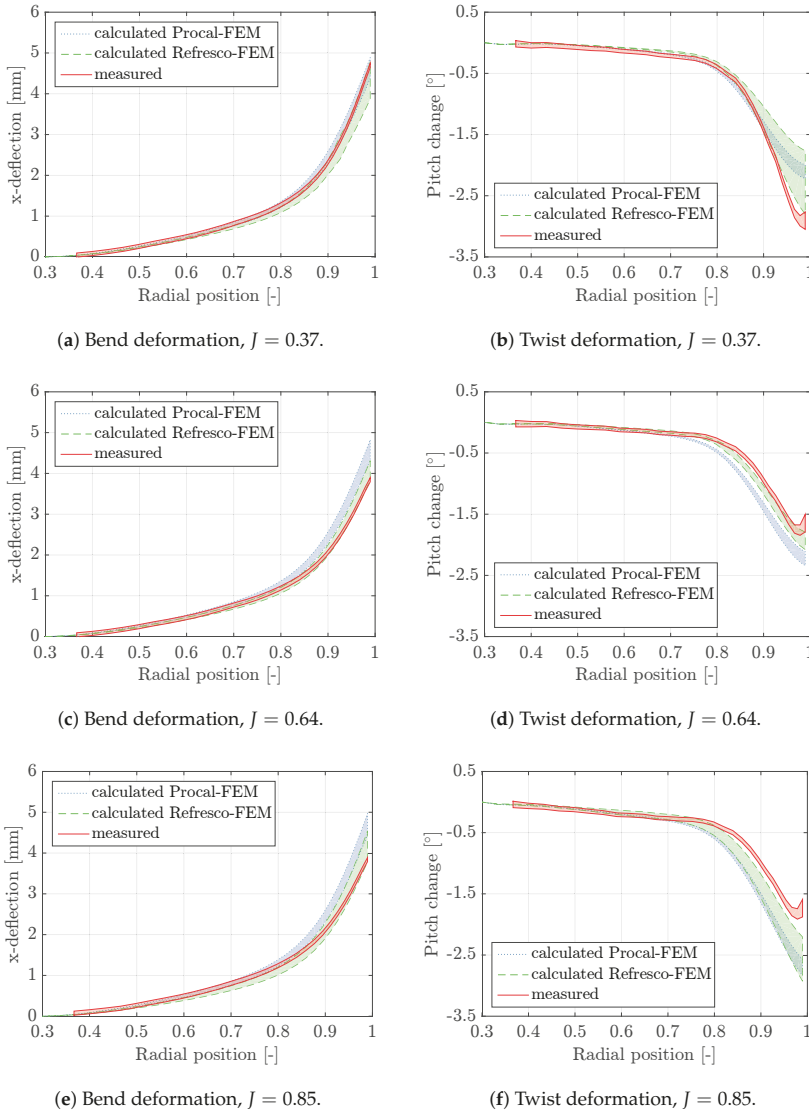 6
5
4
3
2
1
0
x-deflection [mm]
calculated Procal-FEM
calculated Refresco-FEM
measured
0.3 0.4 0.5 0.6 0.7 0.8 0.9 1
Radial position [-]
(a) Bend deformation, J = 0.37.
0.5
-0.5
-1.5
-2.5
-3.5
Pitch change [°]
calculated Procal-FEM
calculated Refresco-FEM
measured
0.3 0.4 0.5 0.6 0.7 0.8 0.9 1
Radial position [-]
(b) Twist deformation, J = 0.37.
6
5
4
3
2
1
0
x-deflection [mm]
calculated Procal-FEM
calculated Refresco-FEM
measured
0.3 0.4 0.5 0.6 0.7 0.8 0.9 1
Radial position [-]
(c) Bend deformation, J = 0.64.
0.5
-0.5
-1.5
-2.5
-3.5
Pitch change [°]
calculated Procal-FEM
calculated Refresco-FEM
measured
0.3 0.4 0.5 0.6 0.7 0.8 0.9 1
Radial position [-]
(d) Twist deformation, J = 0.64.
6
5
4
3
2
1
0
x-deflection [mm]
calculated Procal-FEM
calculated Refresco-FEM
measured
0.3 0.4 0.5 0.6 0.7 0.8 0.9 1
Radial position [-]
(e) Bend deformation, J = 0.85.
0.5
-0.5
-1.5
-2.5
-3.5
Pitch change [°]
calculated Procal-FEM
calculated Refresco-FEM
measured
0.3 0.4 0.5 0.6 0.7 0.8 0.9 1
Radial position [-]
(f) Twist deformation, J = 0.85.